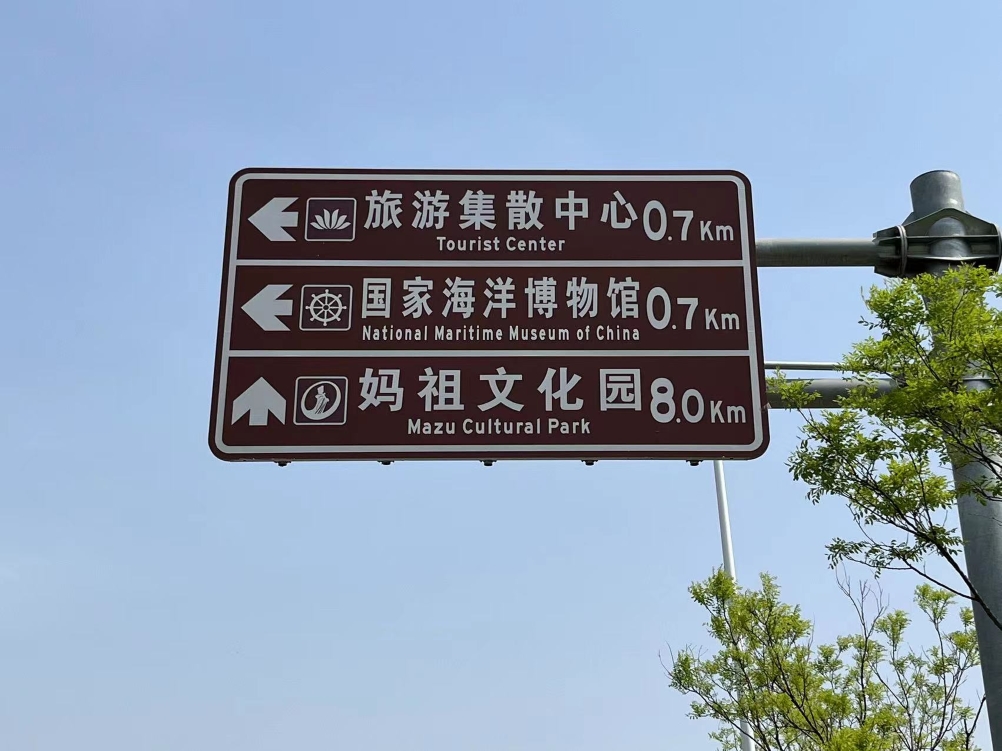 旅游集散中心 0.7Km
Tourist Center
国家海洋博物馆 0.7Km
National Maritime Museum of China
妈祖文化园 8.0Km
Mazu Cultural Park